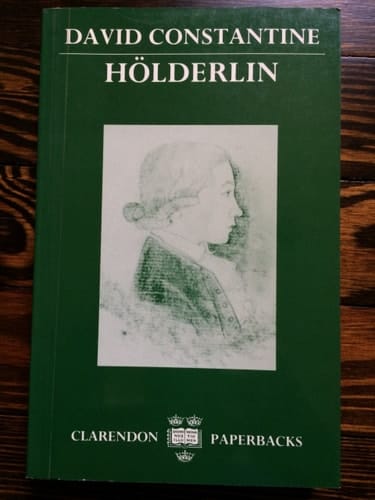 DAVID CONSTANTINE
HÖLDERLIN
CLARENDON PAPERBACKS